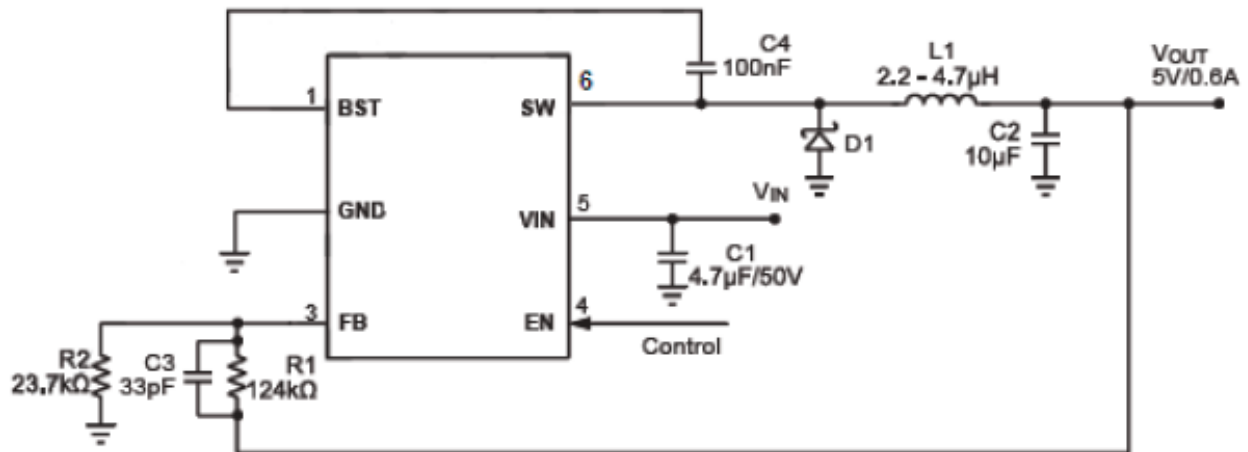 C4
100nF
L1
2.2 - 4.7μH
VOUT
5V/0.6A
1
BST
SW
6
D1
C2
10μF
GND
VIN
5
VIN
C1
4.7μF/50V
3
FB
EN
4
Control
R2
23.7kΩ
C3
33pF
R1
124kΩ